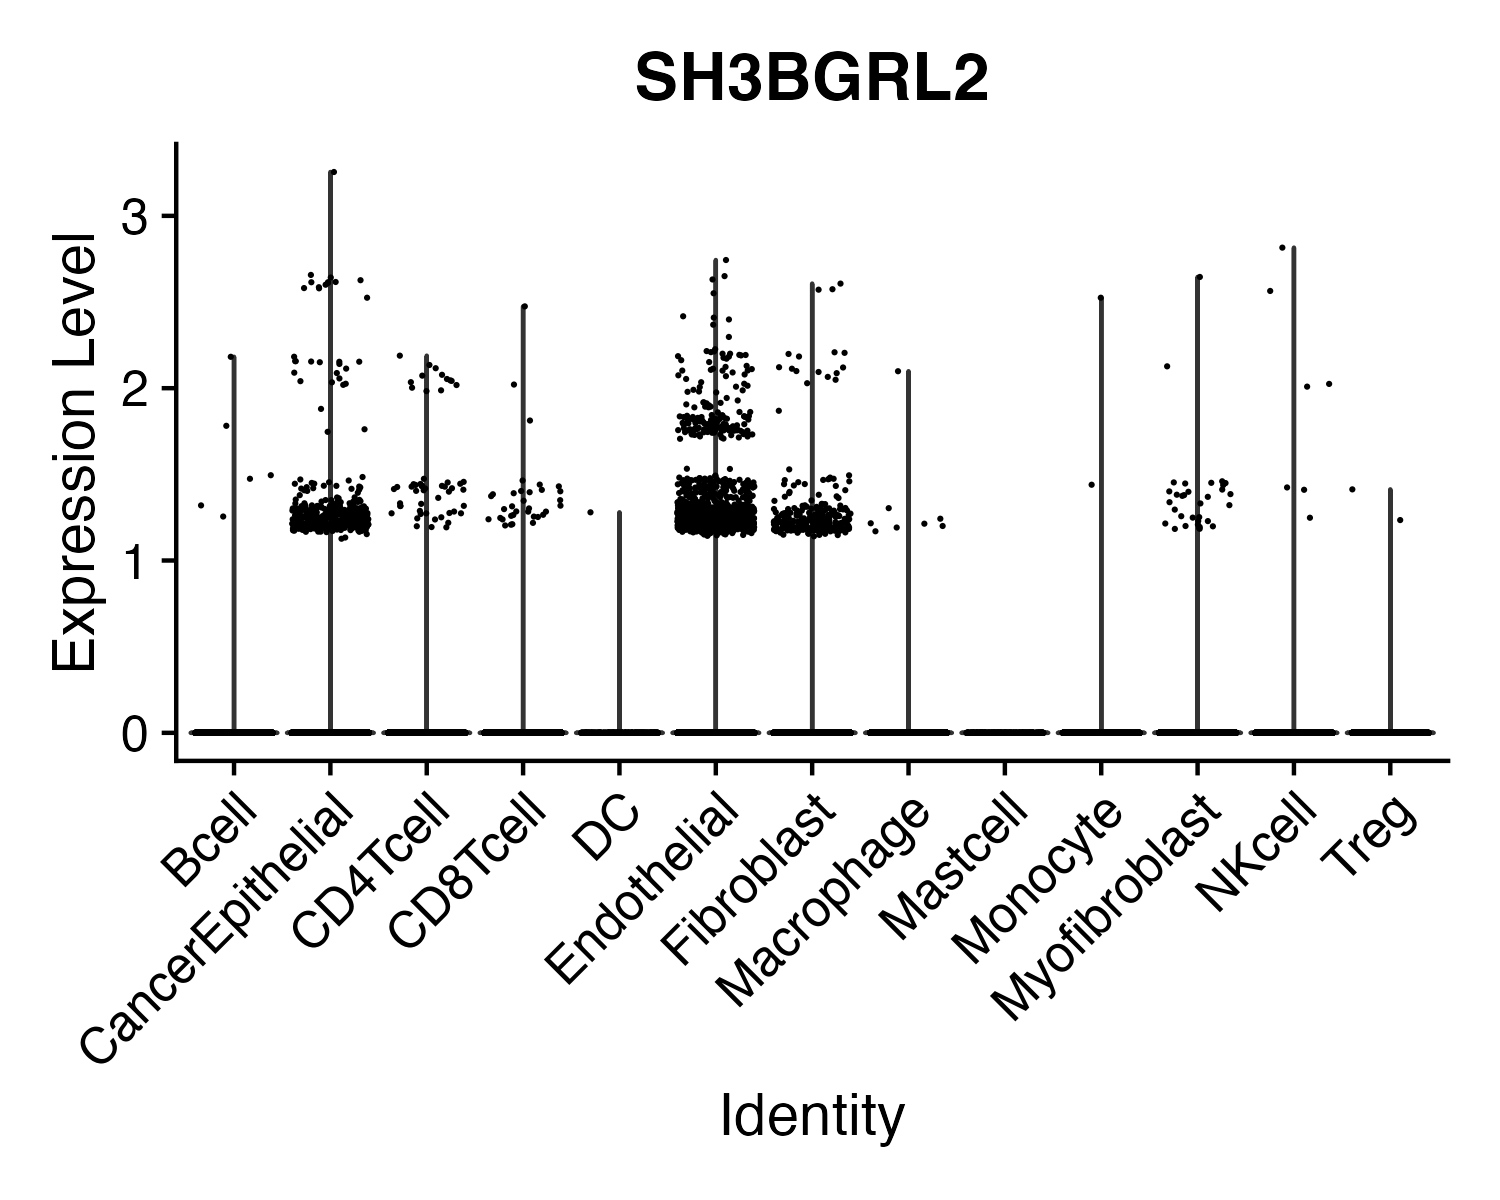 SH3BGRL2
Expression Level
3
2
1
0
Bcell
CancerEpithelial
CD4Tcell
CD8Tcell
DC
Endothelial
Fibroblast
Macrophage
Mastcell
Monocyte
Myofibroblast
NKcell
Treg
Identity